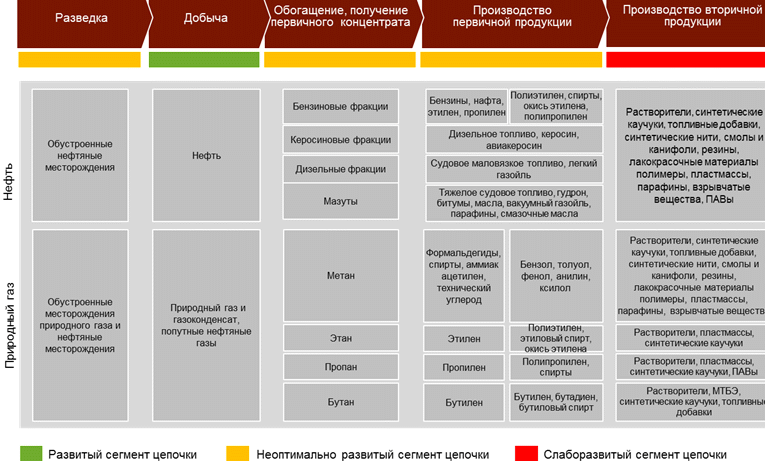 Разведка
Добыча
Обогащение, получение
первичного концентрата
Производство
первичной продукции
Производство вторичной
продукции
Нефть
Обустроенные
нефтяные
месторождения
Нефть
Бензиновые фракции
Бензины, нафта,
этилен, пропилен
Полиэтилен, спирты,
окись этилена,
полипропилен
Керосиновые фракции
Дизельное топливо, керосин,
авиакеросин
Дизельные фракции
Судовое маловязкое топливо, легкий
газойль
Мазуты
Тяжелое судовое топливо, гудрон,
битумы, масла, вакуумный газойль,
парафины, смазочные масла
Растворители, синтетические
каучуки, топливные добавки,
синтетические нити, смолы и
канифоли, резины,
лакокрасочные материалы
полимеры, пластмассы,
парафины, взрывчатые
вещества, ПАВы
Природный газ
Обустроенные
месторождения
природного газа и
нефтяные
месторождения
Природный газ и
газоконденсат,
попутные нефтяные
газы
Метан
Формальдегиды,
спирты, аммиак
ацетилен,
технический
углерод
Бензол, толуол,
фенол, анилин,
ксилол
Растворители, синтетические
каучуки, топливные добавки,
синтетические нити, смолы и
канифоли, резины,
лакокрасочные материалы
полимеры, пластмассы,
парафины, взрывчатые веществ
Этан
Этилен
Полиэтилен,
этиловый спирт,
окись этилена
Растворители, пластмассы,
синтетические каучуки
Пропан
Пропилен
Полипропилен,
спирты
Растворители, пластмассы,
синтетические каучуки, ПАВы
Бутан
Бутилен
Бутилен, бутадиен,
бутиловый спирт
Растворители, МТБЭ,
синтетические каучуки, топливные
добавки
Развитый сегмент цепочки
Неоптимально развитый сегмент цепочки
Слаборазвитый сегмент цепочки